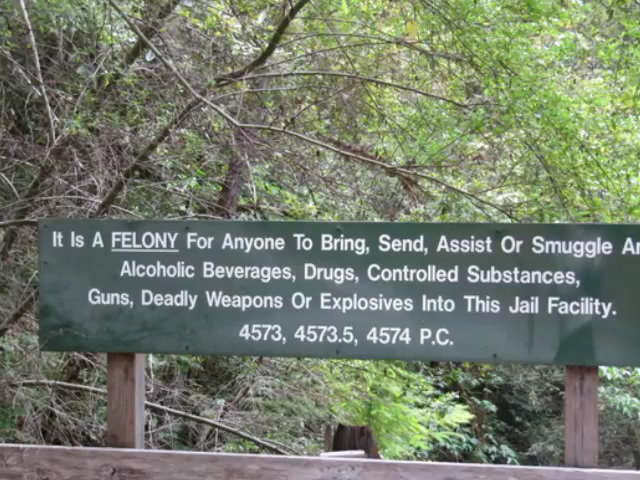 It Is A FELONY For Anyone To Bring, Send, Assist Or Smuggle
Alcoholic Beverages, Drugs, Controlled Substances,
Guns, Deadly Weapons Or Explosives Into This Jail Facility.
4573, 4573.5, 4574 P.C.